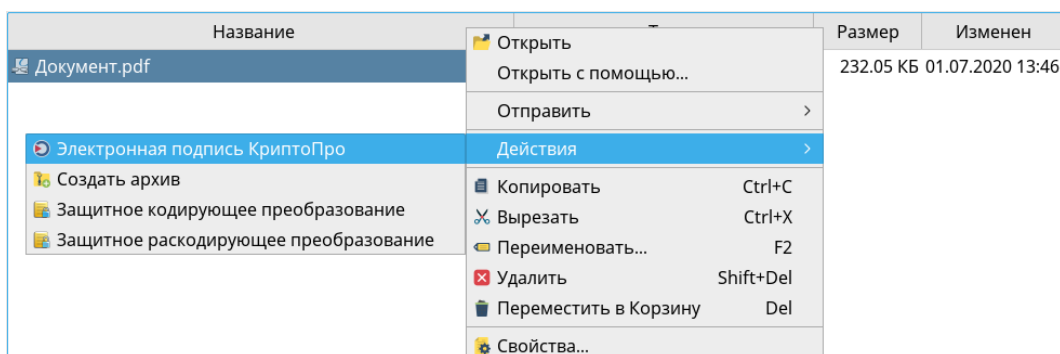 Название
Размер
Изменен
Документ.pdf
232.05 КБ 01.07.2020 13:46
Открыть
Открыть с помощью...
Отправить
Действия
Электронная подпись КриптоПро
Создать архив
Защитное кодирующее преобразование
Защитное раскодирующее преобразование
Копировать Ctrl+C
Вырезать Ctrl+X
Переименовать... F2
Удалить Shift+Del
Переместить в Корзину Del
Свойства...